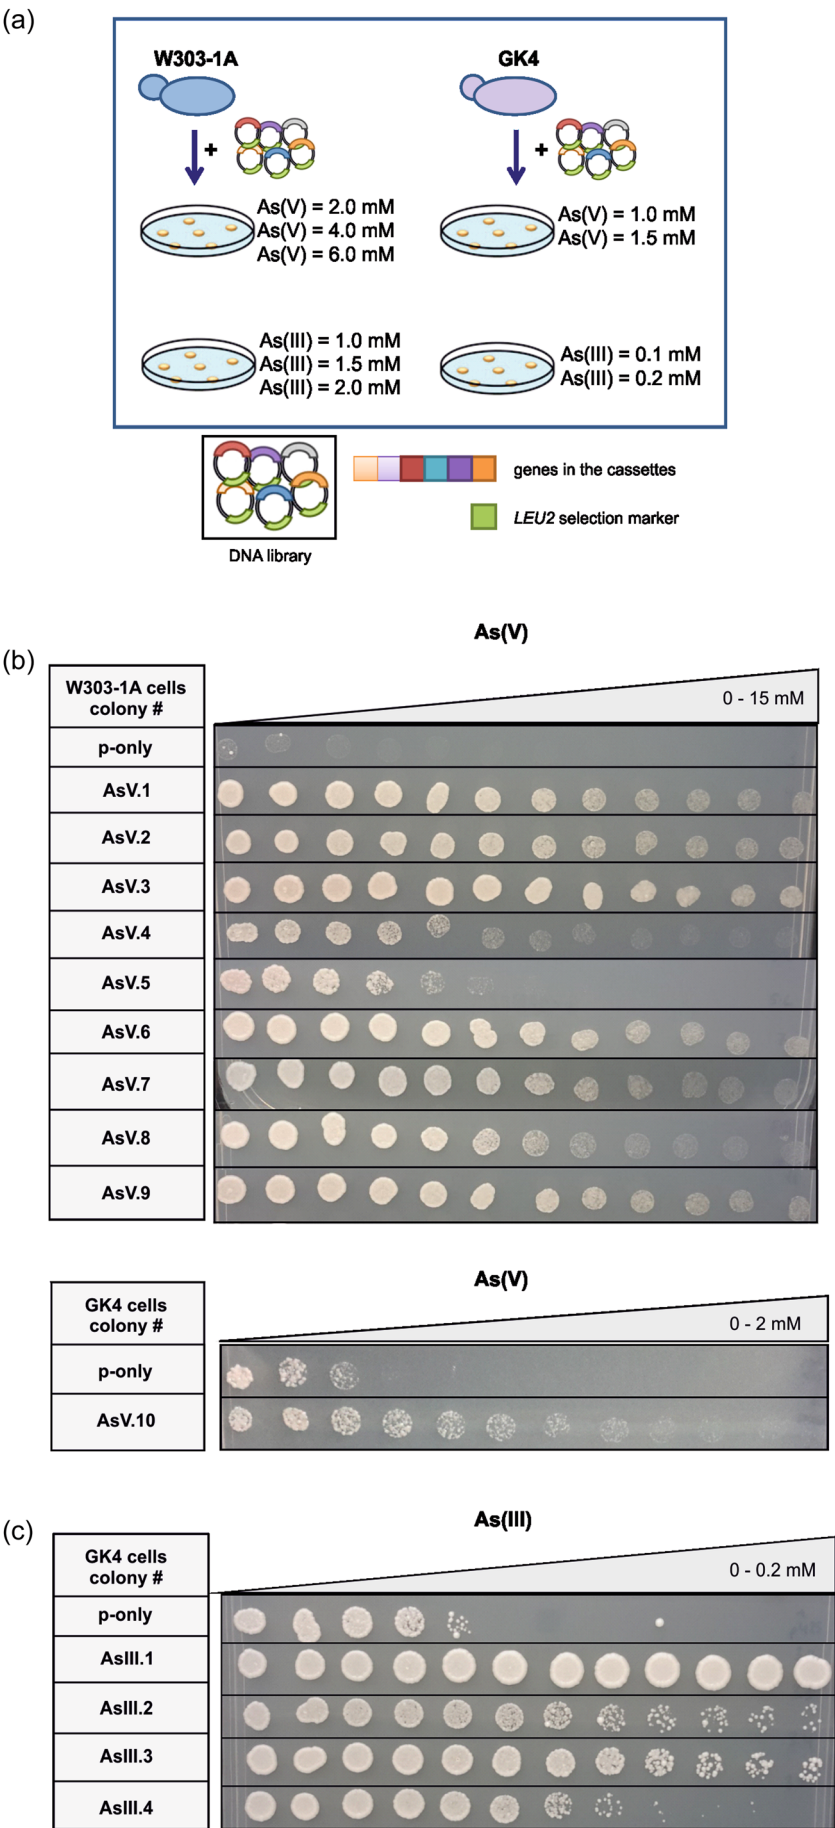 (a)
W303-1A
GK4
+
+
As(V) = 2.0 mM
As(V) = 4.0 mM
As(V) = 6.0 mM
As(V) = 1.0 mM
As(V) = 1.5 mM
As(III) = 1.0 mM
As(III) = 1.5 mM
As(III) = 2.0 mM
As(III) = 0.1 mM
As(III) = 0.2 mM
genes in the cassettes
LEU2 selection marker
DNA library
As(V)
(b)
W303-1A cells
colony #
0 - 15 mM
p-only
AsV.1
AsV.2
AsV.3
AsV.4
AsV.5
AsV.6
AsV.7
AsV.8
AsV.9
As(V)
GK4 cells
colony #
0 - 2 mM
p-only
AsV.10
(c)
As(III)
GK4 cells
colony #
0 - 0.2 mM
p-only
AsIII.1
AsIII.2
AsIII.3
AsIII.4